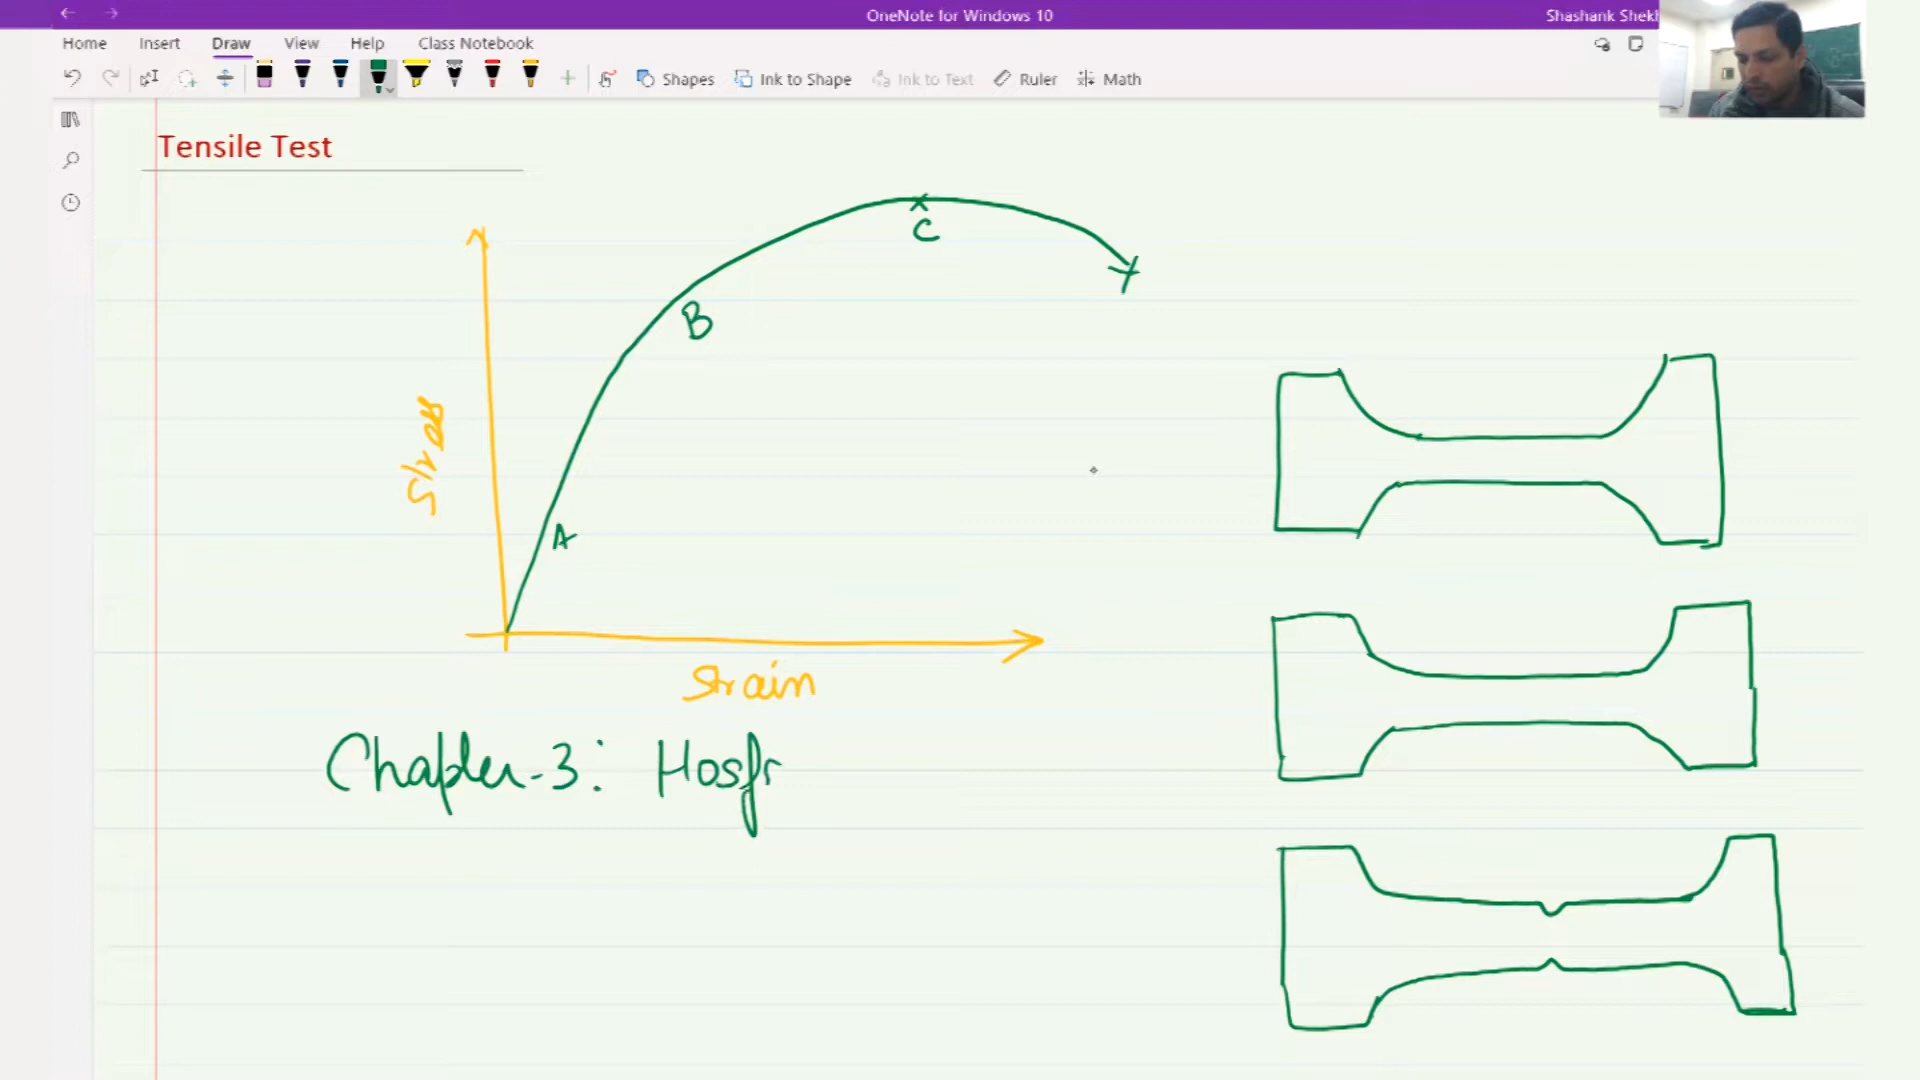 OneNote for Windows 10
Shashank Shekh
Home Insert Draw View Help Class Notebook
Shapes Ink to Shape Ink to Text Ruler Math
Tensile Test
C
B
Stress
A
Strain
Chapter-3: Hosfr